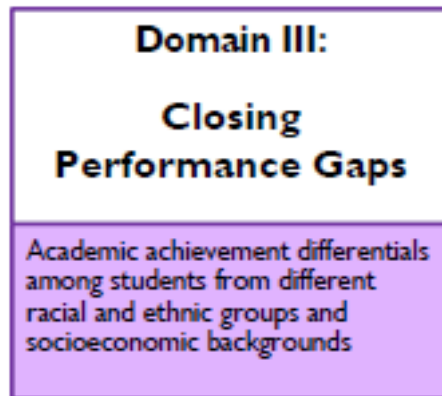 Domain III:
Closing
Performance Gaps
Academic achievement differentials
among students from different
racial and ethnic groups and
socioeconomic backgrounds